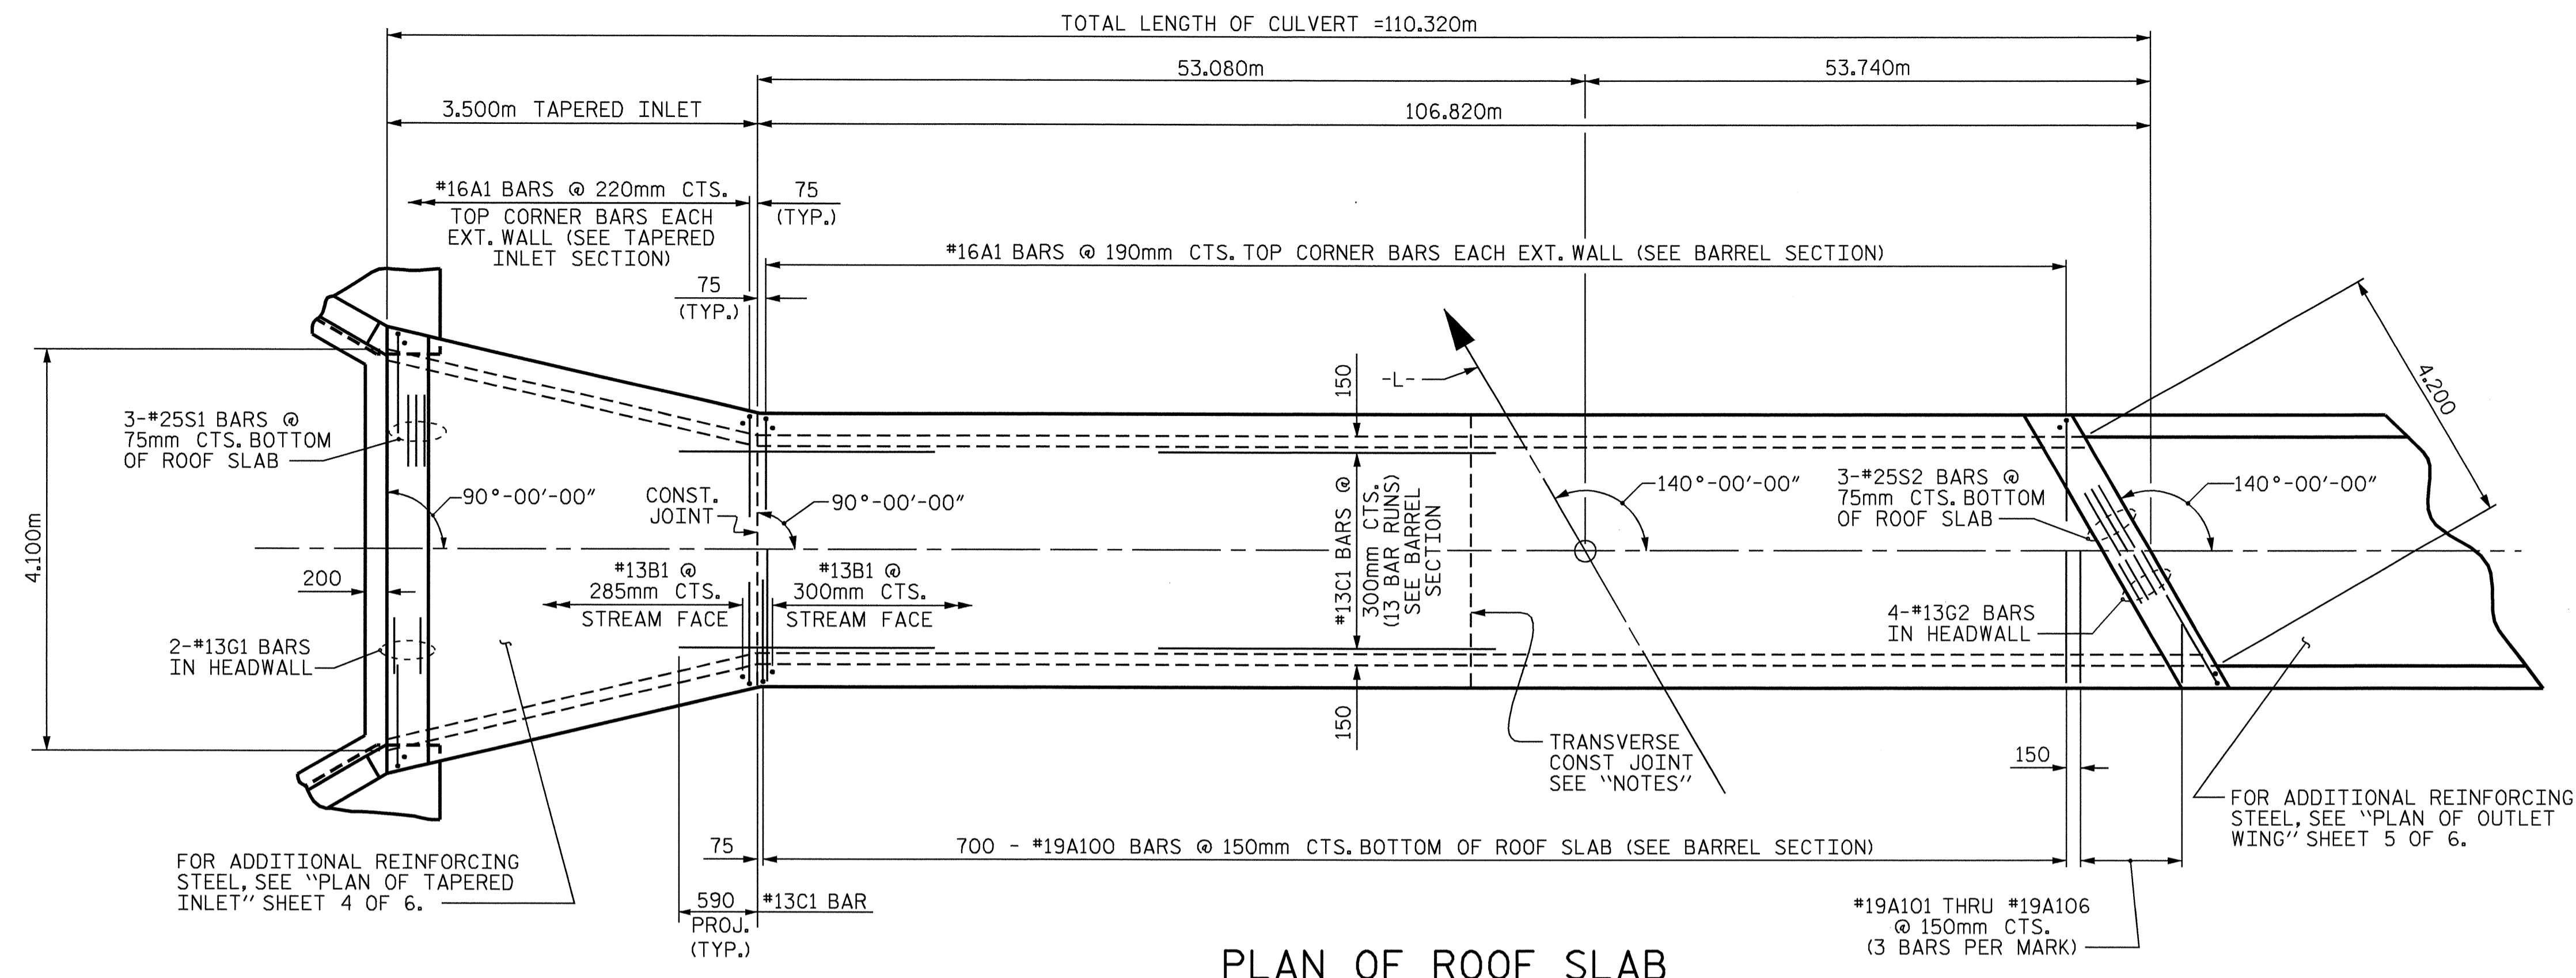 TOTAL LENGTH OF CULVERT =110.320m
53.080m
53.740m
3.500m TAPERED INLET
106.820m
#16A1 BARS @ 220mm CTS.
TOP CORNER BARS EACH
EXT. WALL (SEE TAPERED
INLET SECTION)
75
(TYP.)
#16A1 BARS @ 190mm CTS. TOP CORNER BARS EACH EXT. WALL (SEE BARREL SECTION)
75
(TYP.)
150
-L-
4.200
3-#25S1 BARS @
75mm CTS. BOTTOM
OF ROOF SLAB
90°-00'-00"
CONST.
JOINT
90°-00'-00"
#13C1 BARS @
300mm CTS.
(13 BAR RUNS)
SEE BARREL
SECTION
140°-00'-00"
3-#25S2 BARS @
75mm CTS. BOTTOM
OF ROOF SLAB
140°-00'-00"
4.100m
200
#13B1 @
285mm CTS.
STREAM FACE
#13B1 @
300mm CTS.
STREAM FACE
4-#13G2 BARS
IN HEADWALL
2-#13G1 BARS
IN HEADWALL
150
TRANSVERSE
CONST JOINT
SEE "NOTES"
150
FOR ADDITIONAL REINFORCING
STEEL, SEE "PLAN OF OUTLET
WING" SHEET 5 OF 6.
75
700 - #19A100 BARS @ 150mm CTS. BOTTOM OF ROOF SLAB (SEE BARREL SECTION)
FOR ADDITIONAL REINFORCING
STEEL, SEE "PLAN OF TAPERED
INLET" SHEET 4 OF 6.
590
PROJ.
(TYP.)
#13C1 BAR
#19A101 THRU #19A106
@ 150mm CTS.
(3 BARS PER MARK)
PLAN OF ROOF SLAB